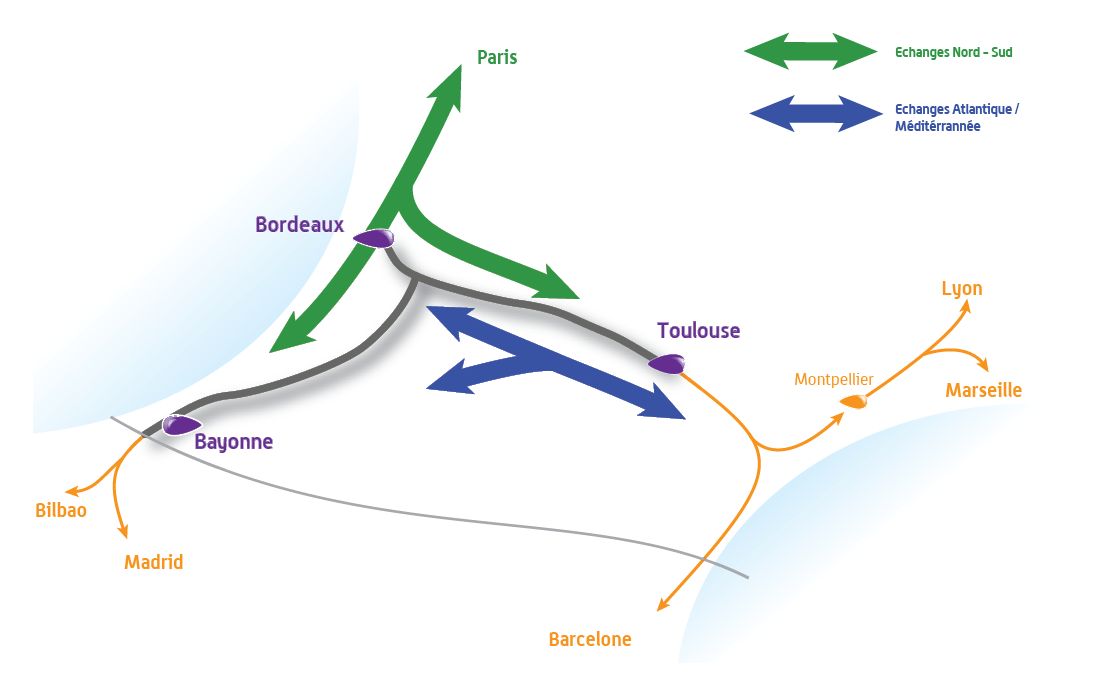 Paris
Echanges Nord - Sud
Echanges Atlantique /
Méditérrannée
Bordeaux
Lyon
Toulouse
Montpellier
Marseille
Bayonne
Bilbao
Madrid
Barcelone